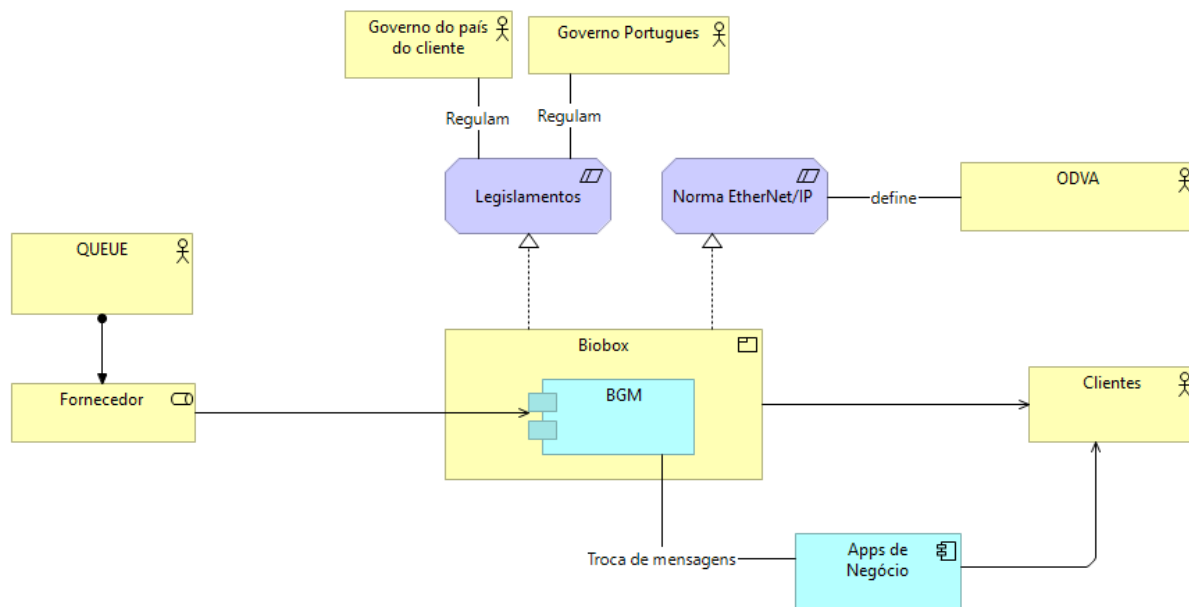 Governo do país
do cliente
Governo Portugues
Regulam
Regulam
Legislamentos
Norma EtherNet/IP
define
ODVA
QUEUE
Biobox
BGM
Fornecedor
Clientes
Troca de mensagens
Apps de
Negócio